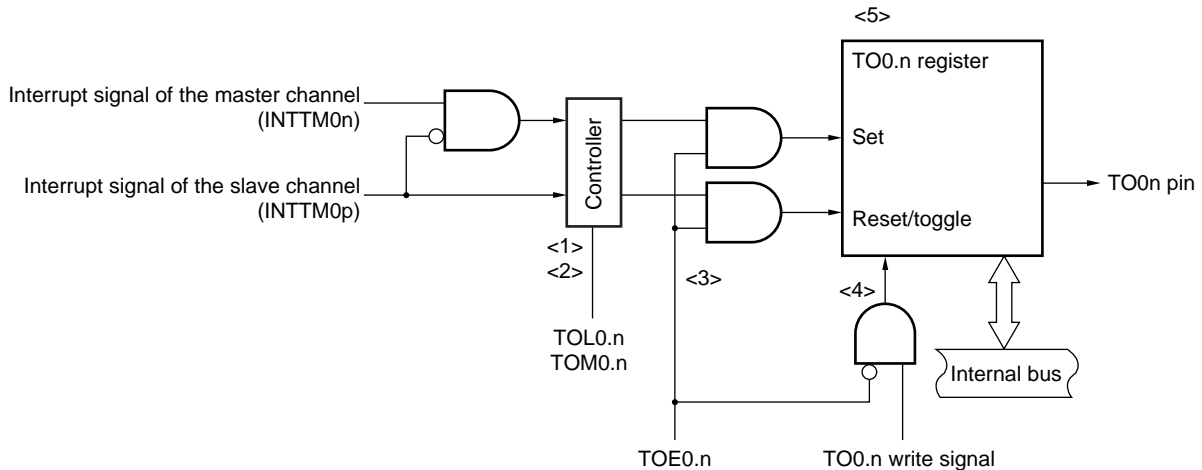 <5>
TO0.n register
Interrupt signal of the master channel
(INTTM0n)
Set
Interrupt signal of the slave channel
(INTTM0p)
Controller
TO0n pin
Reset/toggle
<1>
<2>
<3>
<4>
TOL0.n
TOM0.n
Internal bus
TOE0.n
TO0.n write signal